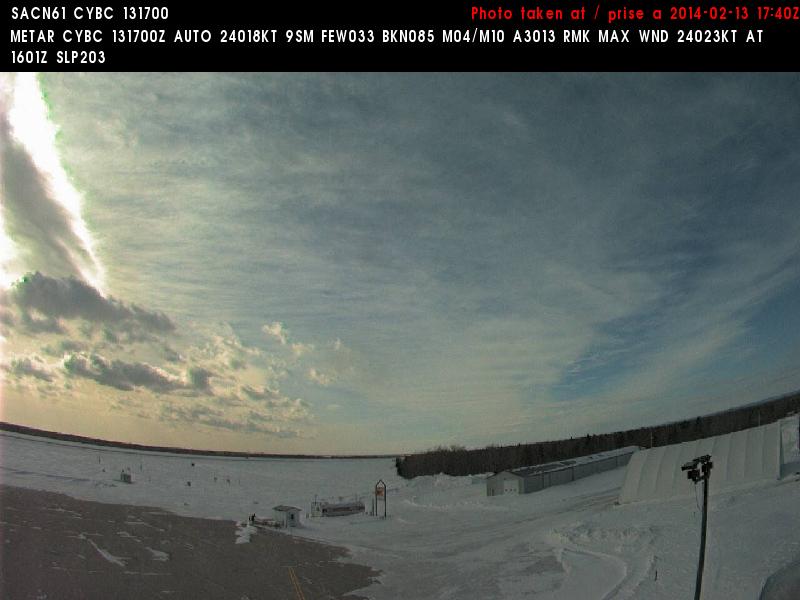 SACN61 CYBC 131700
Photo taken at / prise a 2014-02-13 17:40Z
METAR CYBC 131700Z AUTO 24018KT 9SM FEW033 BKN085 M04/M10 A3013 RMK MAX WND 24023KT AT
1601Z SLP203